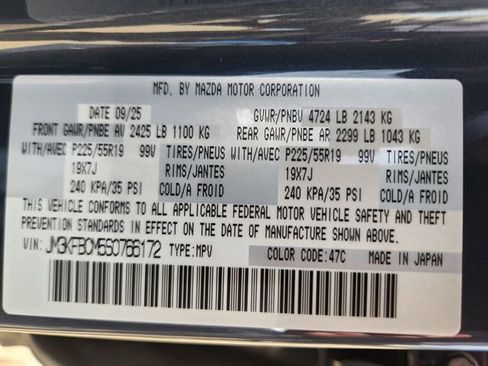 MFD. BY MAZDA MOTOR CORPORATION
DATE 09/25 GVWR/PNBV 4724 LB 2143 KG
FRONT GAWR/PNBE AV 2425 LB 1100 KG REAR GAWR/PNBE AR 2299 LB 1043 KG
WITH/AVEC P225/55R19 99V TIRES/PNEUS WITH/AVEC P225/55R19 99V TIRES/PNEUS
19X7J RIMS/JANTES 19X7J RIMS/JANTES
240 KPA/35 PSI COLD/A FROID 240 KPA/35 PSI COLD/A FROID
THIS VEHICLE CONFORMS TO ALL APPLICABLE FEDERAL MOTOR VEHICLE SAFETY AND THEFT
PREVENTION STANDARDS IN EFFECT ON THE DATE OF MANUFACTURE SHOWN ABOVE.
VIN: JM3KFBCM5S0766172 TYPE: MPV COLOR CODE: 47C MADE IN JAPAN